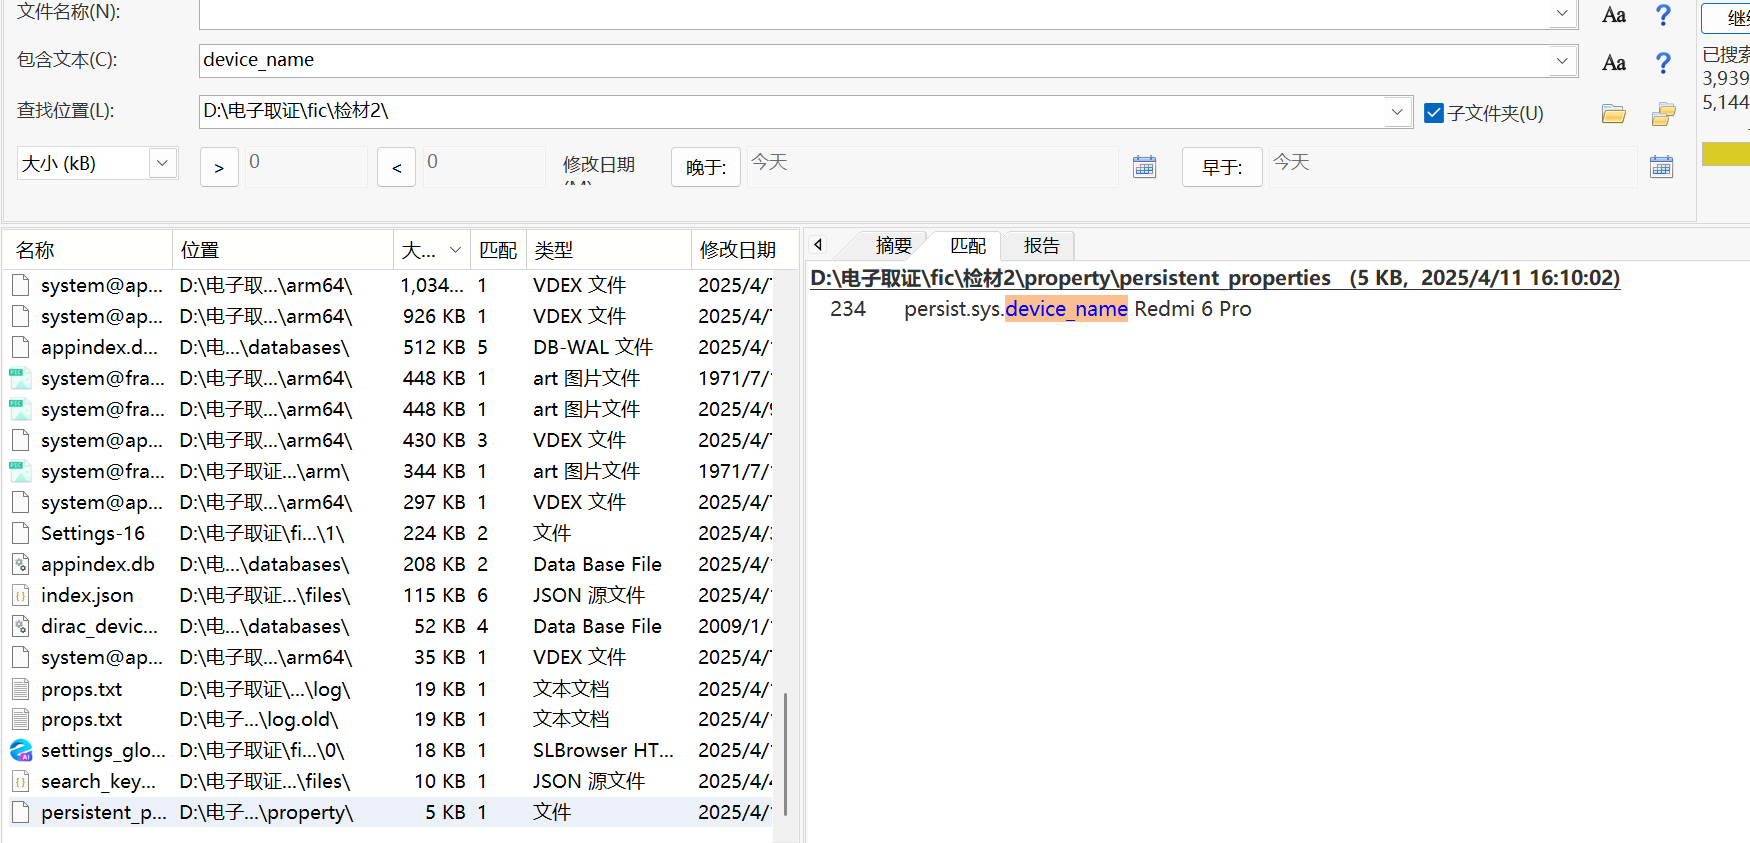 文件名称(N):
Aa
?
包含文本(C):
device_name
Aa
?
已搜索
3,939
5,144
查找位置(L):
D:\电子取证\fic\检材2\
子文件夹(U)
大小 (kB)
>
0
<
0
修改日期
晚于:
今天
早于:
今天
名称 位置 大... 匹配 类型 修改日期
system@ap... D:\电子取...\arm64\ 1,034... 1 VDEX 文件 2025/4/
system@ap... D:\电子取...\arm64\ 926 KB 1 VDEX 文件 2025/4/
appindex.d... D:\电...\databases\ 512 KB 5 DB-WAL 文件 2025/4/
system@fra... D:\电子取...\arm64\ 448 KB 1 art 图片文件 1971/7/
system@fra... D:\电子取...\arm64\ 448 KB 1 art 图片文件 2025/4/
system@ap... D:\电子取...\arm64\ 430 KB 3 VDEX 文件 2025/4/
system@fra... D:\电子取证...\arm\ 344 KB 1 art 图片文件 1971/7/
system@ap... D:\电子取...\arm64\ 297 KB 1 VDEX 文件 2025/4/
Settings-16 D:\电子取证\fi...\1\ 224 KB 2 文件 2025/4/
appindex.db D:\电...\databases\ 208 KB 2 Data Base File 2025/4/
index.json D:\电子取证...\files\ 115 KB 6 JSON 源文件 2025/4/
dirac_devic... D:\电...\databases\ 52 KB 4 Data Base File 2009/1/
system@ap... D:\电子取...\arm64\ 35 KB 1 VDEX 文件 2025/4/
props.txt D:\电子取证\...\log\ 19 KB 1 文本文档 2025/4/
props.txt D:\电子...\log.old\ 19 KB 1 文本文档 2025/4/
settings_glo... D:\电子取证\fi...\0\ 18 KB 1 SLBrowser HT... 2025/4/
search_key... D:\电子取证...\files\ 10 KB 1 JSON 源文件 2025/4/
persistent_p... D:\电子...\property\ 5 KB 1 文件 2025/4/
摘要 匹配 报告
D:\电子取证\fic\检材2\property\persistent_properties (5 KB, 2025/4/11 16:10:02)
234 persist.sys.device_name Redmi 6 Pro